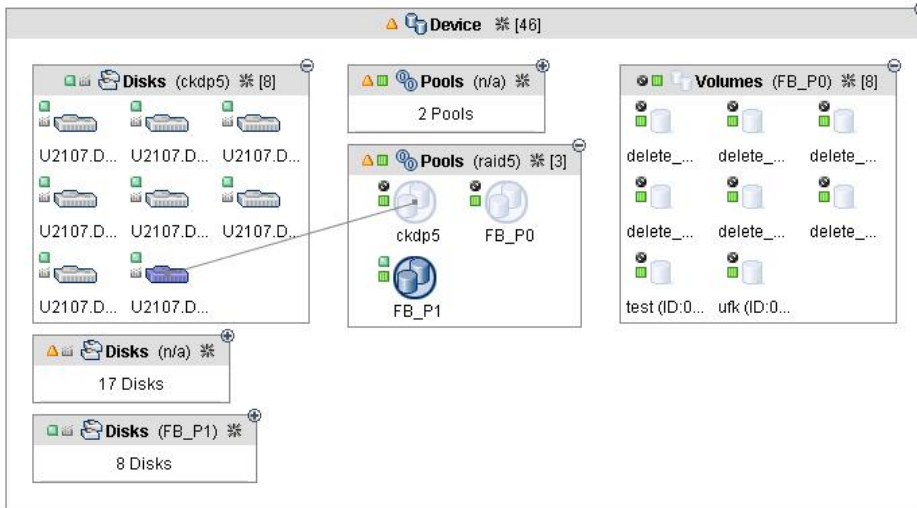 Device [46]
Disks (ckdp5) [8]
U2107.D... U2107.D... U2107.D...
U2107.D... U2107.D... U2107.D...
U2107.D... U2107.D...
Disks (n/a)
17 Disks
Disks (FB_P1)
8 Disks
Pools (n/a)
2 Pools
Pools (raid5) [3]
ckdp5 FB_P0
FB_P1
Volumes (FB_P0) [8]
delete_... delete_... delete_...
delete_... delete_... delete_...
test (ID:0... ufk (ID:0...